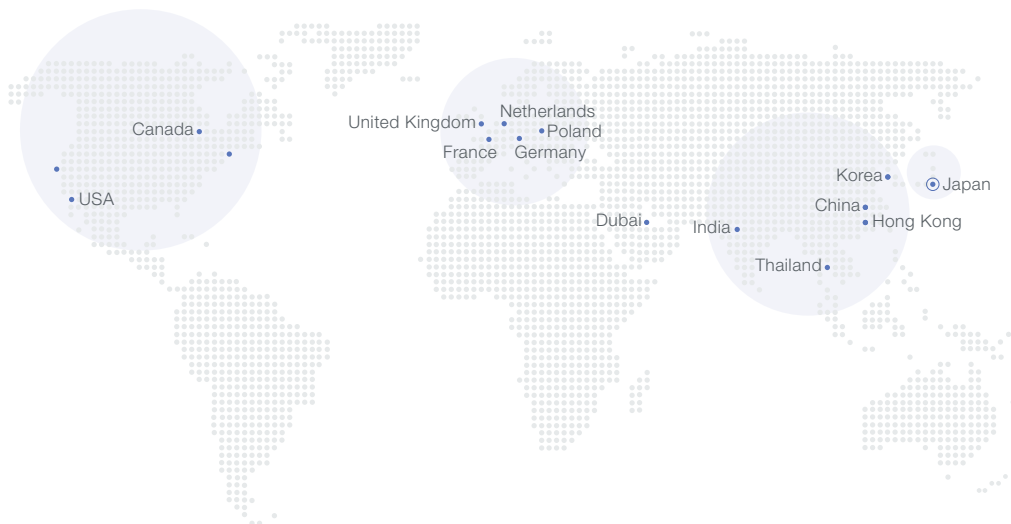 Netherlands
United Kingdom
Canada
Poland
France
Germany
Korea
Japan
USA
China
Dubai
Hong Kong
India
Thailand